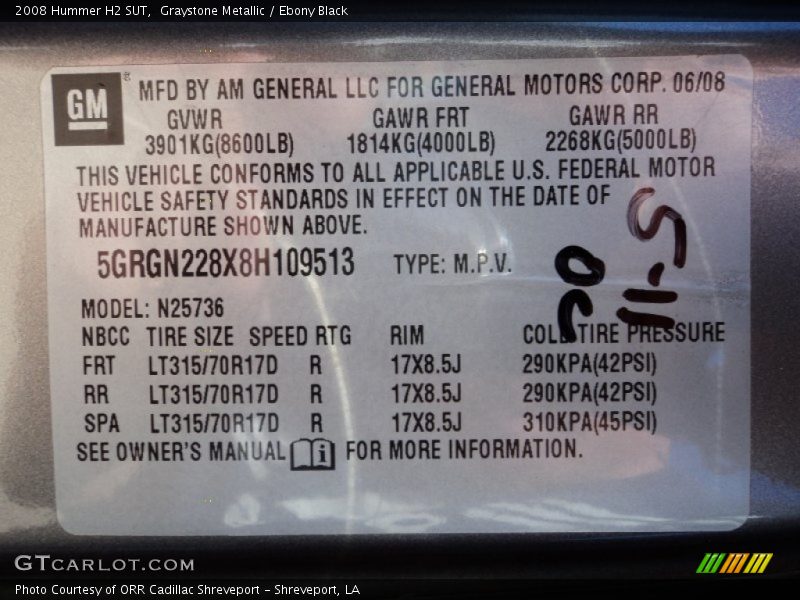 2008 Hummer H2 SUT,  Graystone Metallic / Ebony Black
GM ® MFD BY AM GENERAL LLC FOR GENERAL MOTORS CORP. 06/08
GVWR GAWR FRT GAWR RR
3901KG(8600LB) 1814KG(4000LB) 2268KG(5000LB)
THIS VEHICLE CONFORMS TO ALL APPLICABLE U.S. FEDERAL MOTOR
VEHICLE SAFETY STANDARDS IN EFFECT ON THE DATE OF
MANUFACTURE SHOWN ABOVE.
5GRGN228X8H109513 TYPE: M.P.V.
MODEL: N25736
NBCC TIRE SIZE SPEED RTG RIM COLD TIRE PRESSURE
FRT LT315/70R17D R 17X8.5J 290KPA(42PSI)
RR LT315/70R17D R 17X8.5J 290KPA(42PSI)
SPA LT315/70R17D R 17X8.5J 310KPA(45PSI)
SEE OWNER'S MANUAL i FOR MORE INFORMATION.
11-5
GTcarlot.com
Photo Courtesy of ORR Cadillac Shreveport - Shreveport, LA